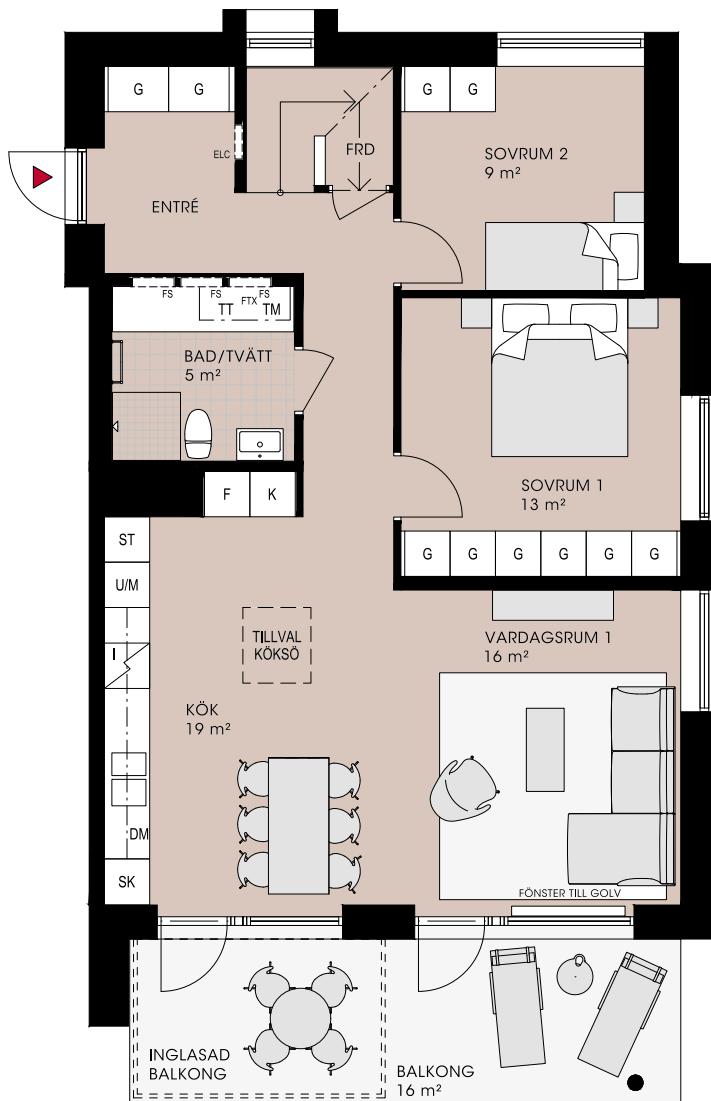 G
G
G
G
ELC
FRD
SOVRUM 2
9 m²
ENTRÉ
FS
FS
FTX
FS
TT
TM
BAD/TVÄTT
5 m²
SOVRUM 1
13 m²
F
K
ST
G
G
G
G
G
G
U/M
I
TILLVAL
KÖKSÖ
VARDAGSRUM 1
16 m²
KÖK
19 m²
DM
SK
FÖNSTER TILL GOLV
INGLASAD
BALKONG
BALKONG
16 m²